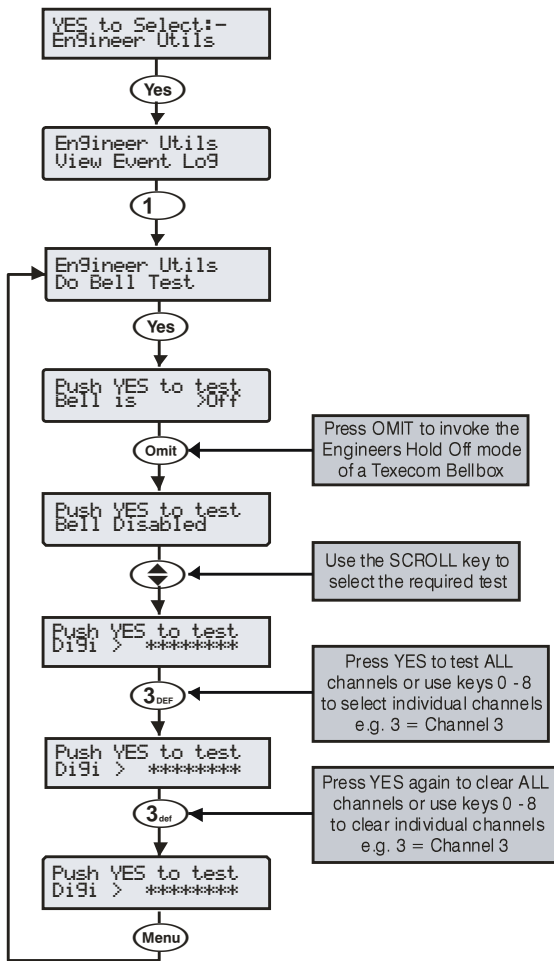 YES to Select:-
Engineer Utils
Yes
Engineer Utils
View Event Log
1
Engineer Utils
Do Bell Test
Yes
Push YES to test
Bell is >Off
Press OMIT to invoke the
Engineers Hold Off mode
of a Texecom Bellbox
Omit
Push YES to test
Bell Disabled
Use the SCROLL key to
select the required test
Push YES to test
Digi > ********
Press YES to test ALL
channels or use keys 0 - 8
to select individual channels
e.g. 3 = Channel 3
3 DEF
Push YES to test
Digi > ********
Press YES again to clear ALL
channels or use keys 0 - 8
to clear individual channels
e.g. 3 = Channel 3
3 def
Push YES to test
Digi > ********
Menu